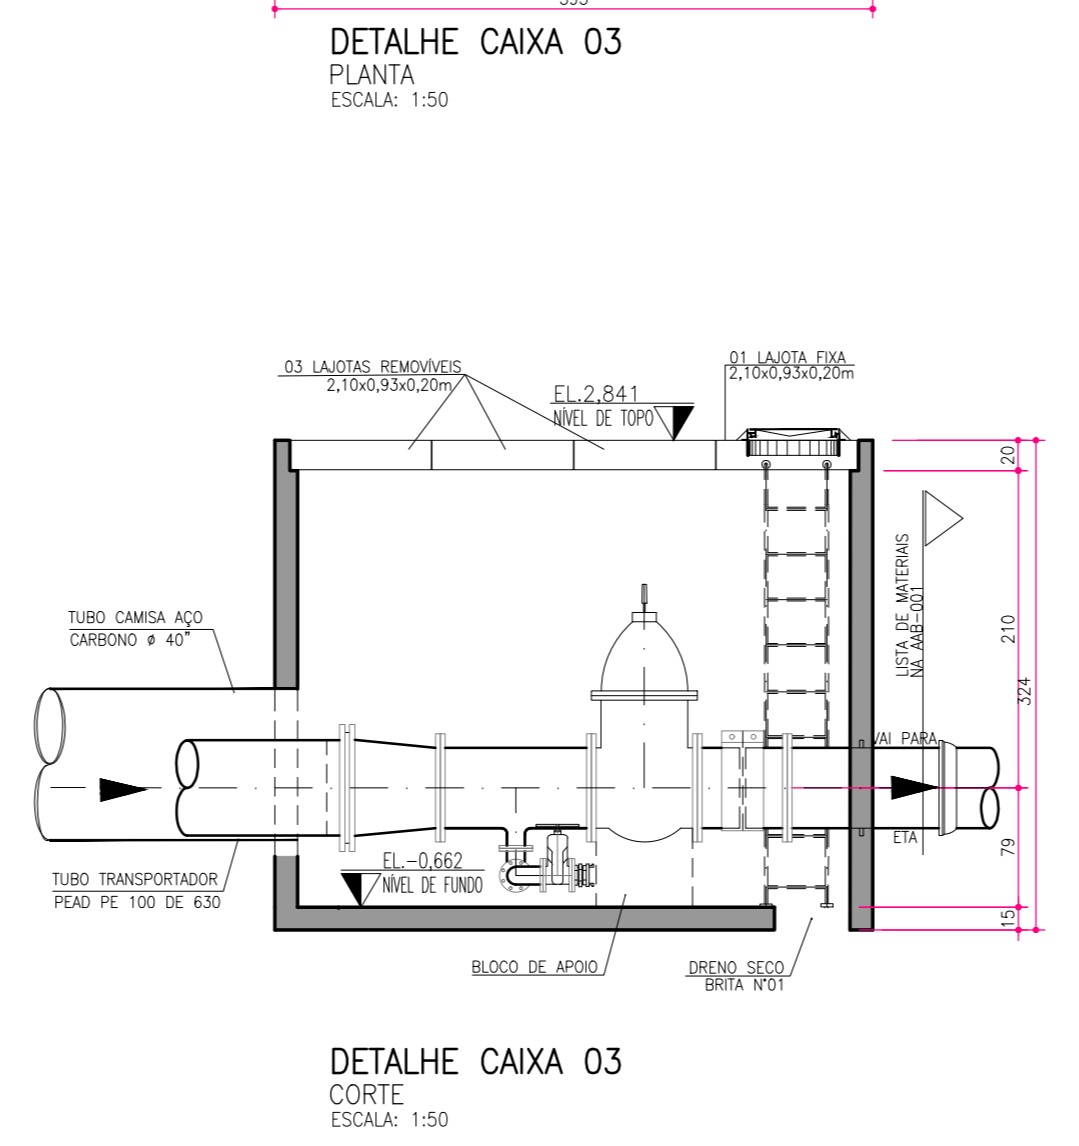 DETALHE CAIXA 03
PLANTA
ESCALA: 1:50
03 LAJOTAS REMOVÍVEIS
2,10x0,93x0,20m
01 LAJOTA FIXA
2,10x0,93x0,20m
EL.2,841
NÍVEL DE TOPO
20
LISTA DE MATERIAIS
NA AAB-001
210
324
TUBO CAMISA AÇO
CARBONO ø 40"
VAI PARA
ETA
79
EL.-0,662
NÍVEL DE FUNDO
TUBO TRANSPORTADOR
PEAD PE 100 DE 630
15
BLOCO DE APOIO
DRENO SECO
BRITA N°01
DETALHE CAIXA 03
CORTE
ESCALA: 1:50